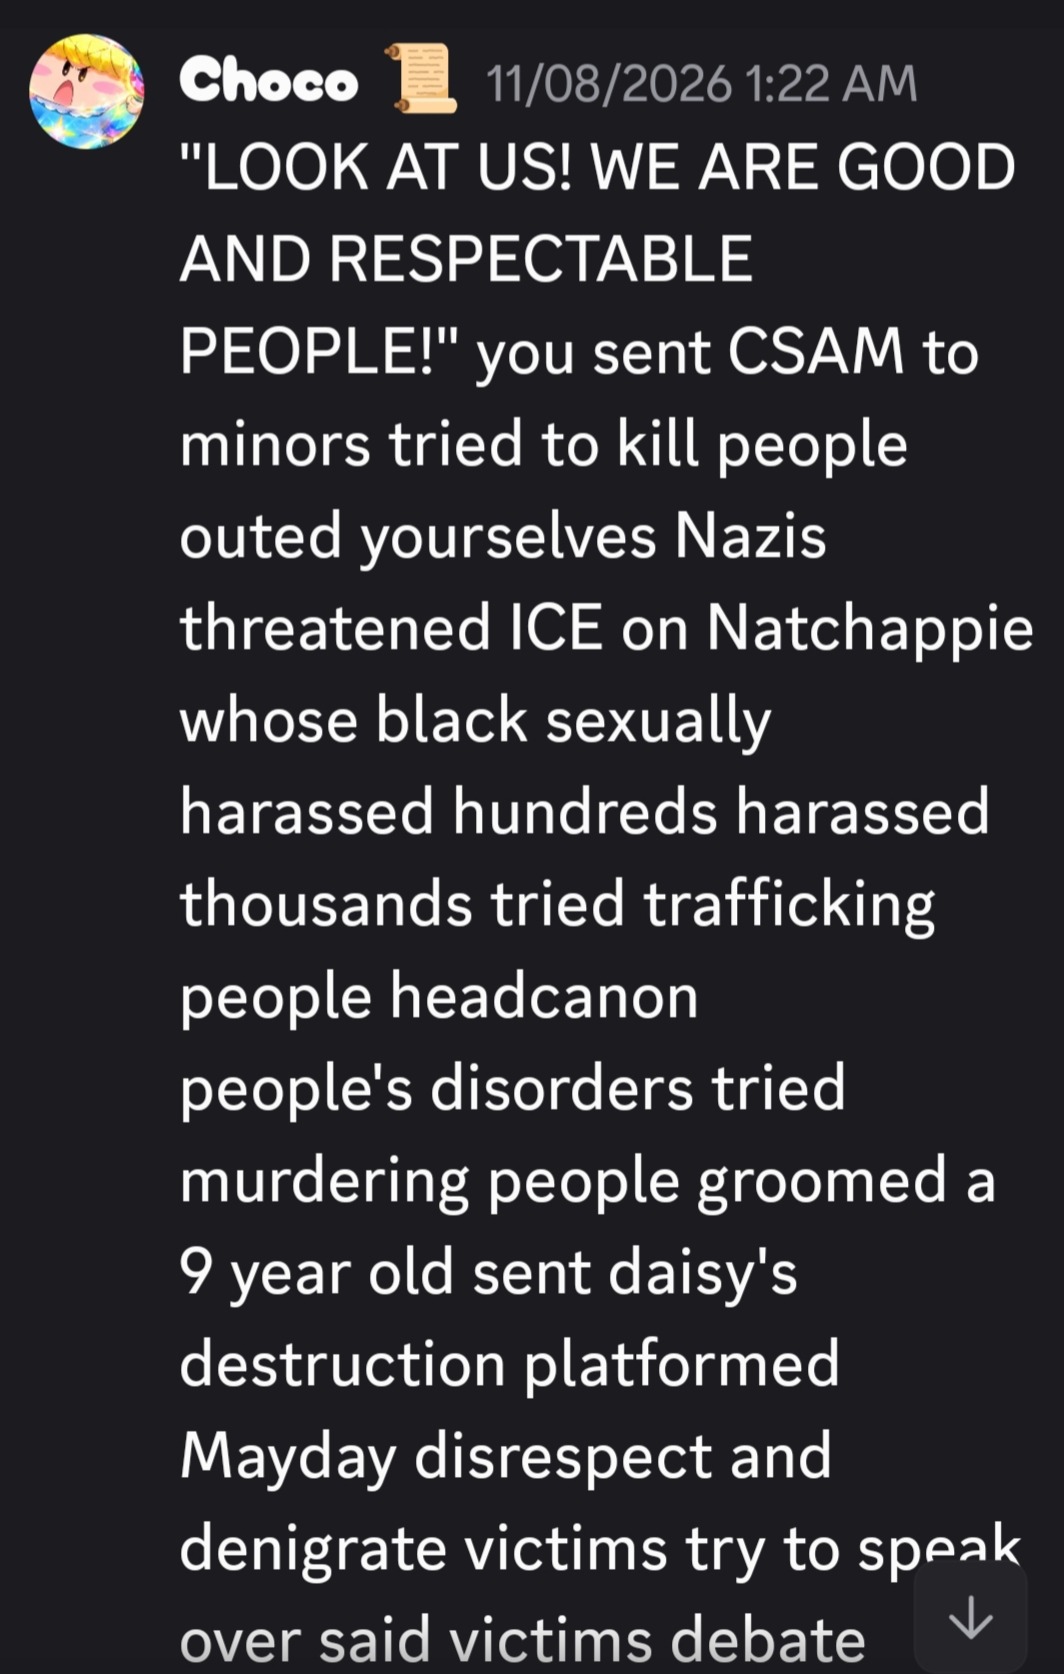 Choco 11/08/2026 1:22 AM
"LOOK AT US! WE ARE GOOD
AND RESPECTABLE
PEOPLE!" you sent CSAM to
minors tried to kill people
outed yourselves Nazis
threatened ICE on Natchappie
whose black sexually
harassed hundreds harassed
thousands tried trafficking
people headcanon
people's disorders tried
murdering people groomed a
9 year old sent daisy's
destruction platformed
Mayday disrespect and
denigrate victims try to speak
over said victims debate